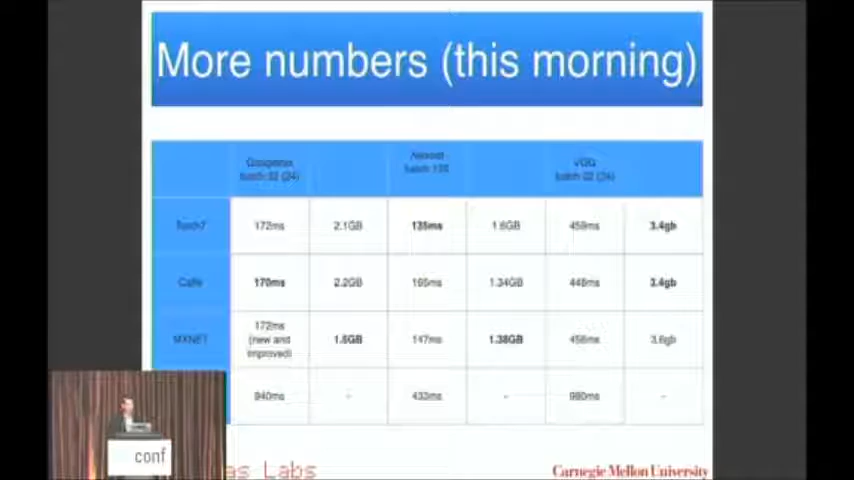 More numbers (this morning)
batch 32 (24)
Alexnet
batch 128
VGG
batch 32 (24)
Torch7 172ms 2.1GB 135ms 1.6GB 459ms 3.4gb
Caffe 170ms 2.2GB 165ms 1.34GB 448ms 3.4gb
172ms
MXNET (new and 1.5GB 147ms 1.38GB 456ms 3.6gb
improved)
940ms - 433ms - 980ms -
conf
as Labs
Carnegie Mellon University